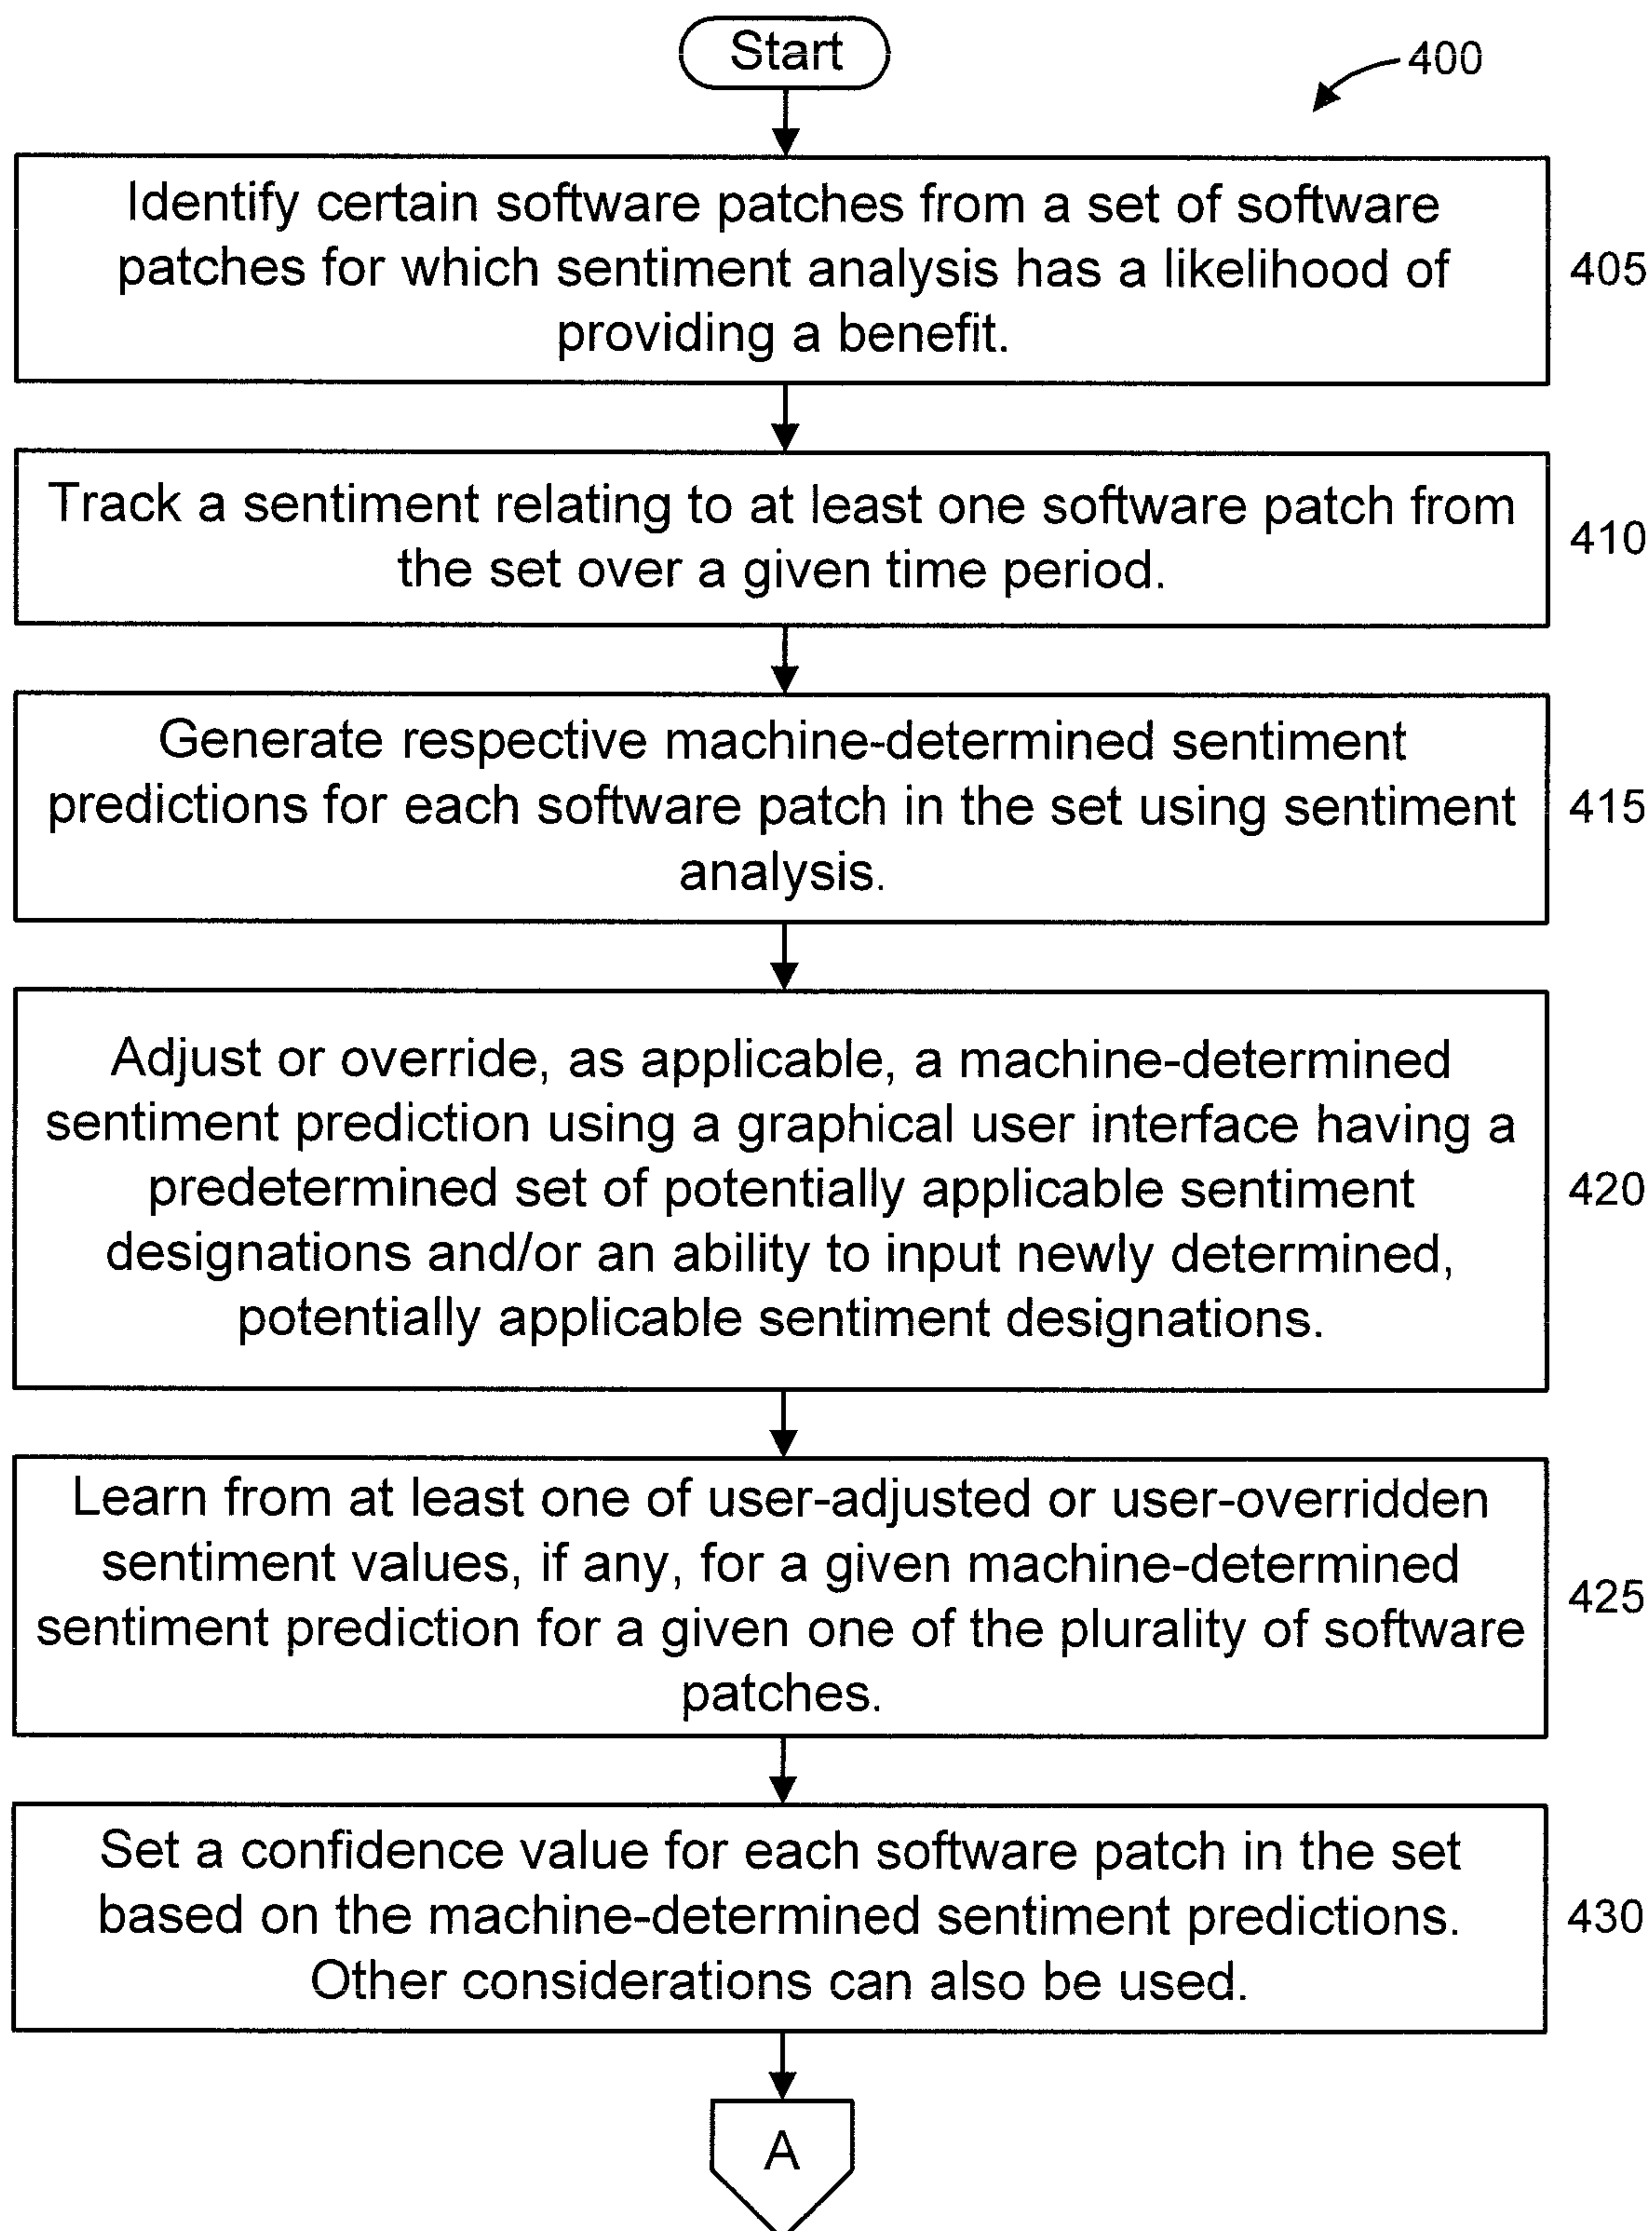 Start
400
Identify certain software patches from a set of software
patches for which sentiment analysis has a likelihood of
providing a benefit.
405
Track a sentiment relating to at least one software patch from
the set over a given time period.
410
Generate respective machine-determined sentiment
predictions for each software patch in the set using sentiment
analysis.
415
Adjust or override, as applicable, a machine-determined
sentiment prediction using a graphical user interface having a
predetermined set of potentially applicable sentiment
designations and/or an ability to input newly determined,
potentially applicable sentiment designations.
420
Learn from at least one of user-adjusted or user-overridden
sentiment values, if any, for a given machine-determined
sentiment prediction for a given one of the plurality of software
patches.
425
Set a confidence value for each software patch in the set
based on the machine-determined sentiment predictions.
Other considerations can also be used.
430
A